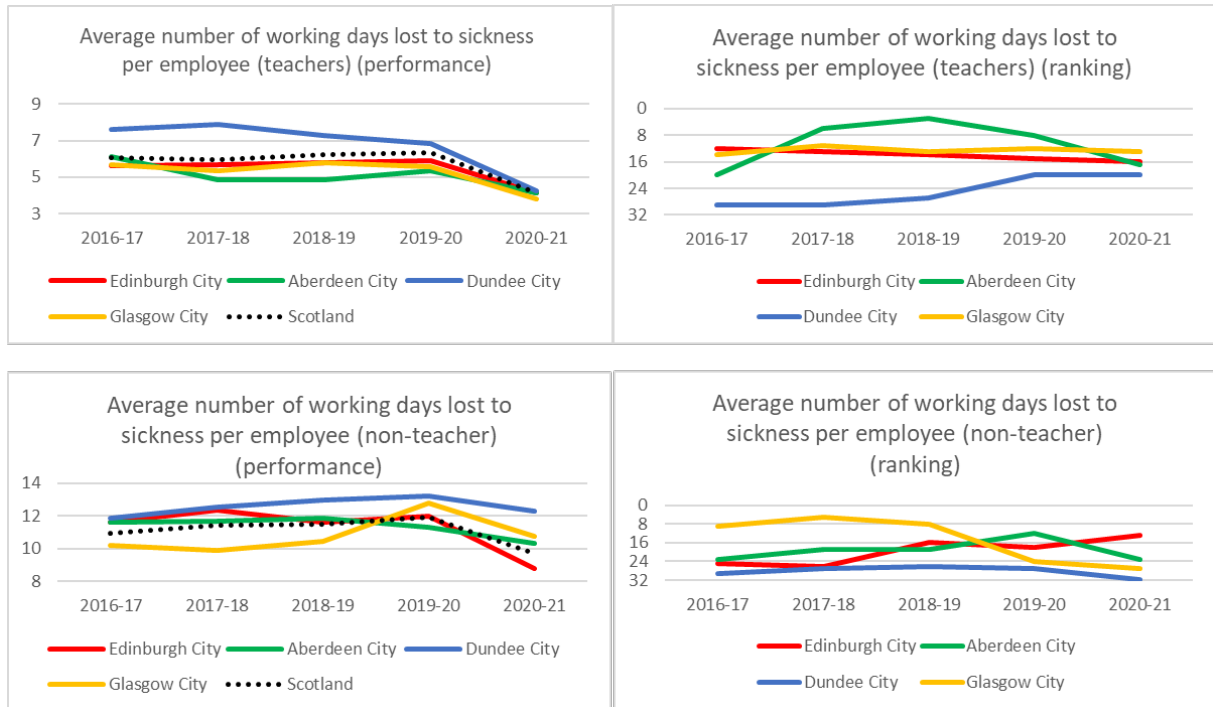 Average number of working days lost to sickness
per employee (teachers) (performance)
9
7
5
3
2016-17 2017-18 2018-19 2019-20 2020-21
Edinburgh City Aberdeen City Dundee City
Glasgow City Scotland
Average number of working days lost to
sickness per employee (teachers) (ranking)
0
8
16
24
32
2016-17 2017-18 2018-19 2019-20 2020-21
Edinburgh City Aberdeen City
Dundee City Glasgow City
Average number of working days lost to
sickness per employee (non-teacher)
(performance)
14
12
10
8
2016-17 2017-18 2018-19 2019-20 2020-21
Edinburgh City Aberdeen City Dundee City
Glasgow City Scotland
Average number of working days lost to
sickness per employee (non-teacher)
(ranking)
0
8
16
24
32
2016-17 2017-18 2018-19 2019-20 2020-21
Edinburgh City Aberdeen City
Dundee City Glasgow City